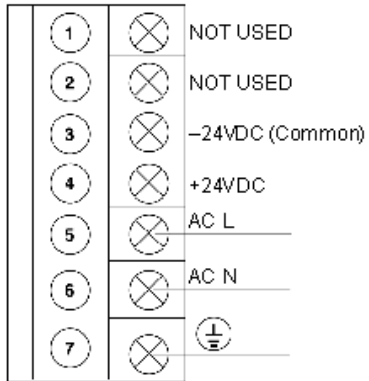 1 NOT USED
2 NOT USED
3 –24VDC (Common)
4 +24VDC
5 AC L
6 AC N
7